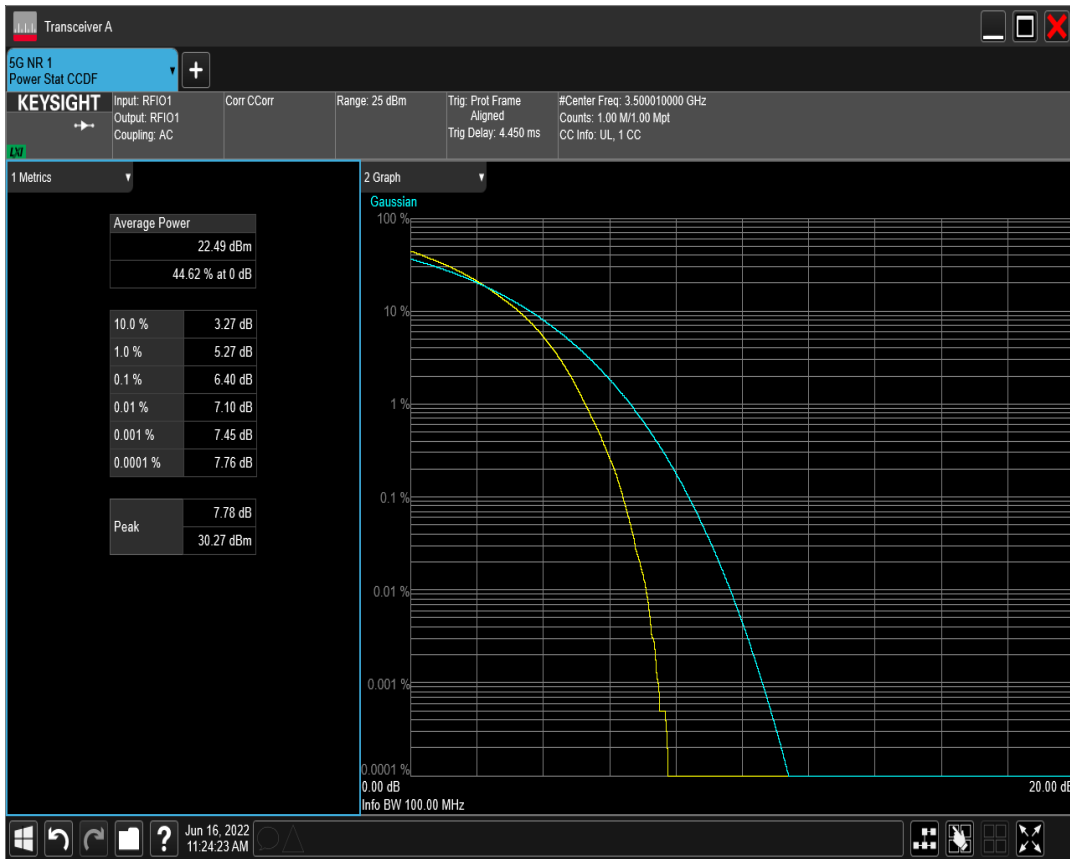 Transceiver A
5G NR 1
Power Stat CCDF
+
KEYSIGHT
LXI
Input: RFIO1
Output: RFIO1
Coupling: AC
Corr CCorr
Range: 25 dBm
Trig: Prot Frame
Aligned
Trig Delay: 4.450 ms
#Center Freq: 3.500010000 GHz
Counts: 1.00 M/1.00 Mpt
CC Info: UL, 1 CC
1 Metrics
Average Power
22.49 dBm
44.62 % at 0 dB
10.0 % 3.27 dB
1.0 % 5.27 dB
0.1 % 6.40 dB
0.01 % 7.10 dB
0.001 % 7.45 dB
0.0001 % 7.76 dB
Peak
7.78 dB
30.27 dBm
2 Graph
Gaussian
100 %
10 %
1 %
0.1 %
0.01 %
0.001 %
0.0001 %
0.00 dB
20.00 dB
Info BW 100.00 MHz
?
Jun 16, 2022
11:24:23 AM